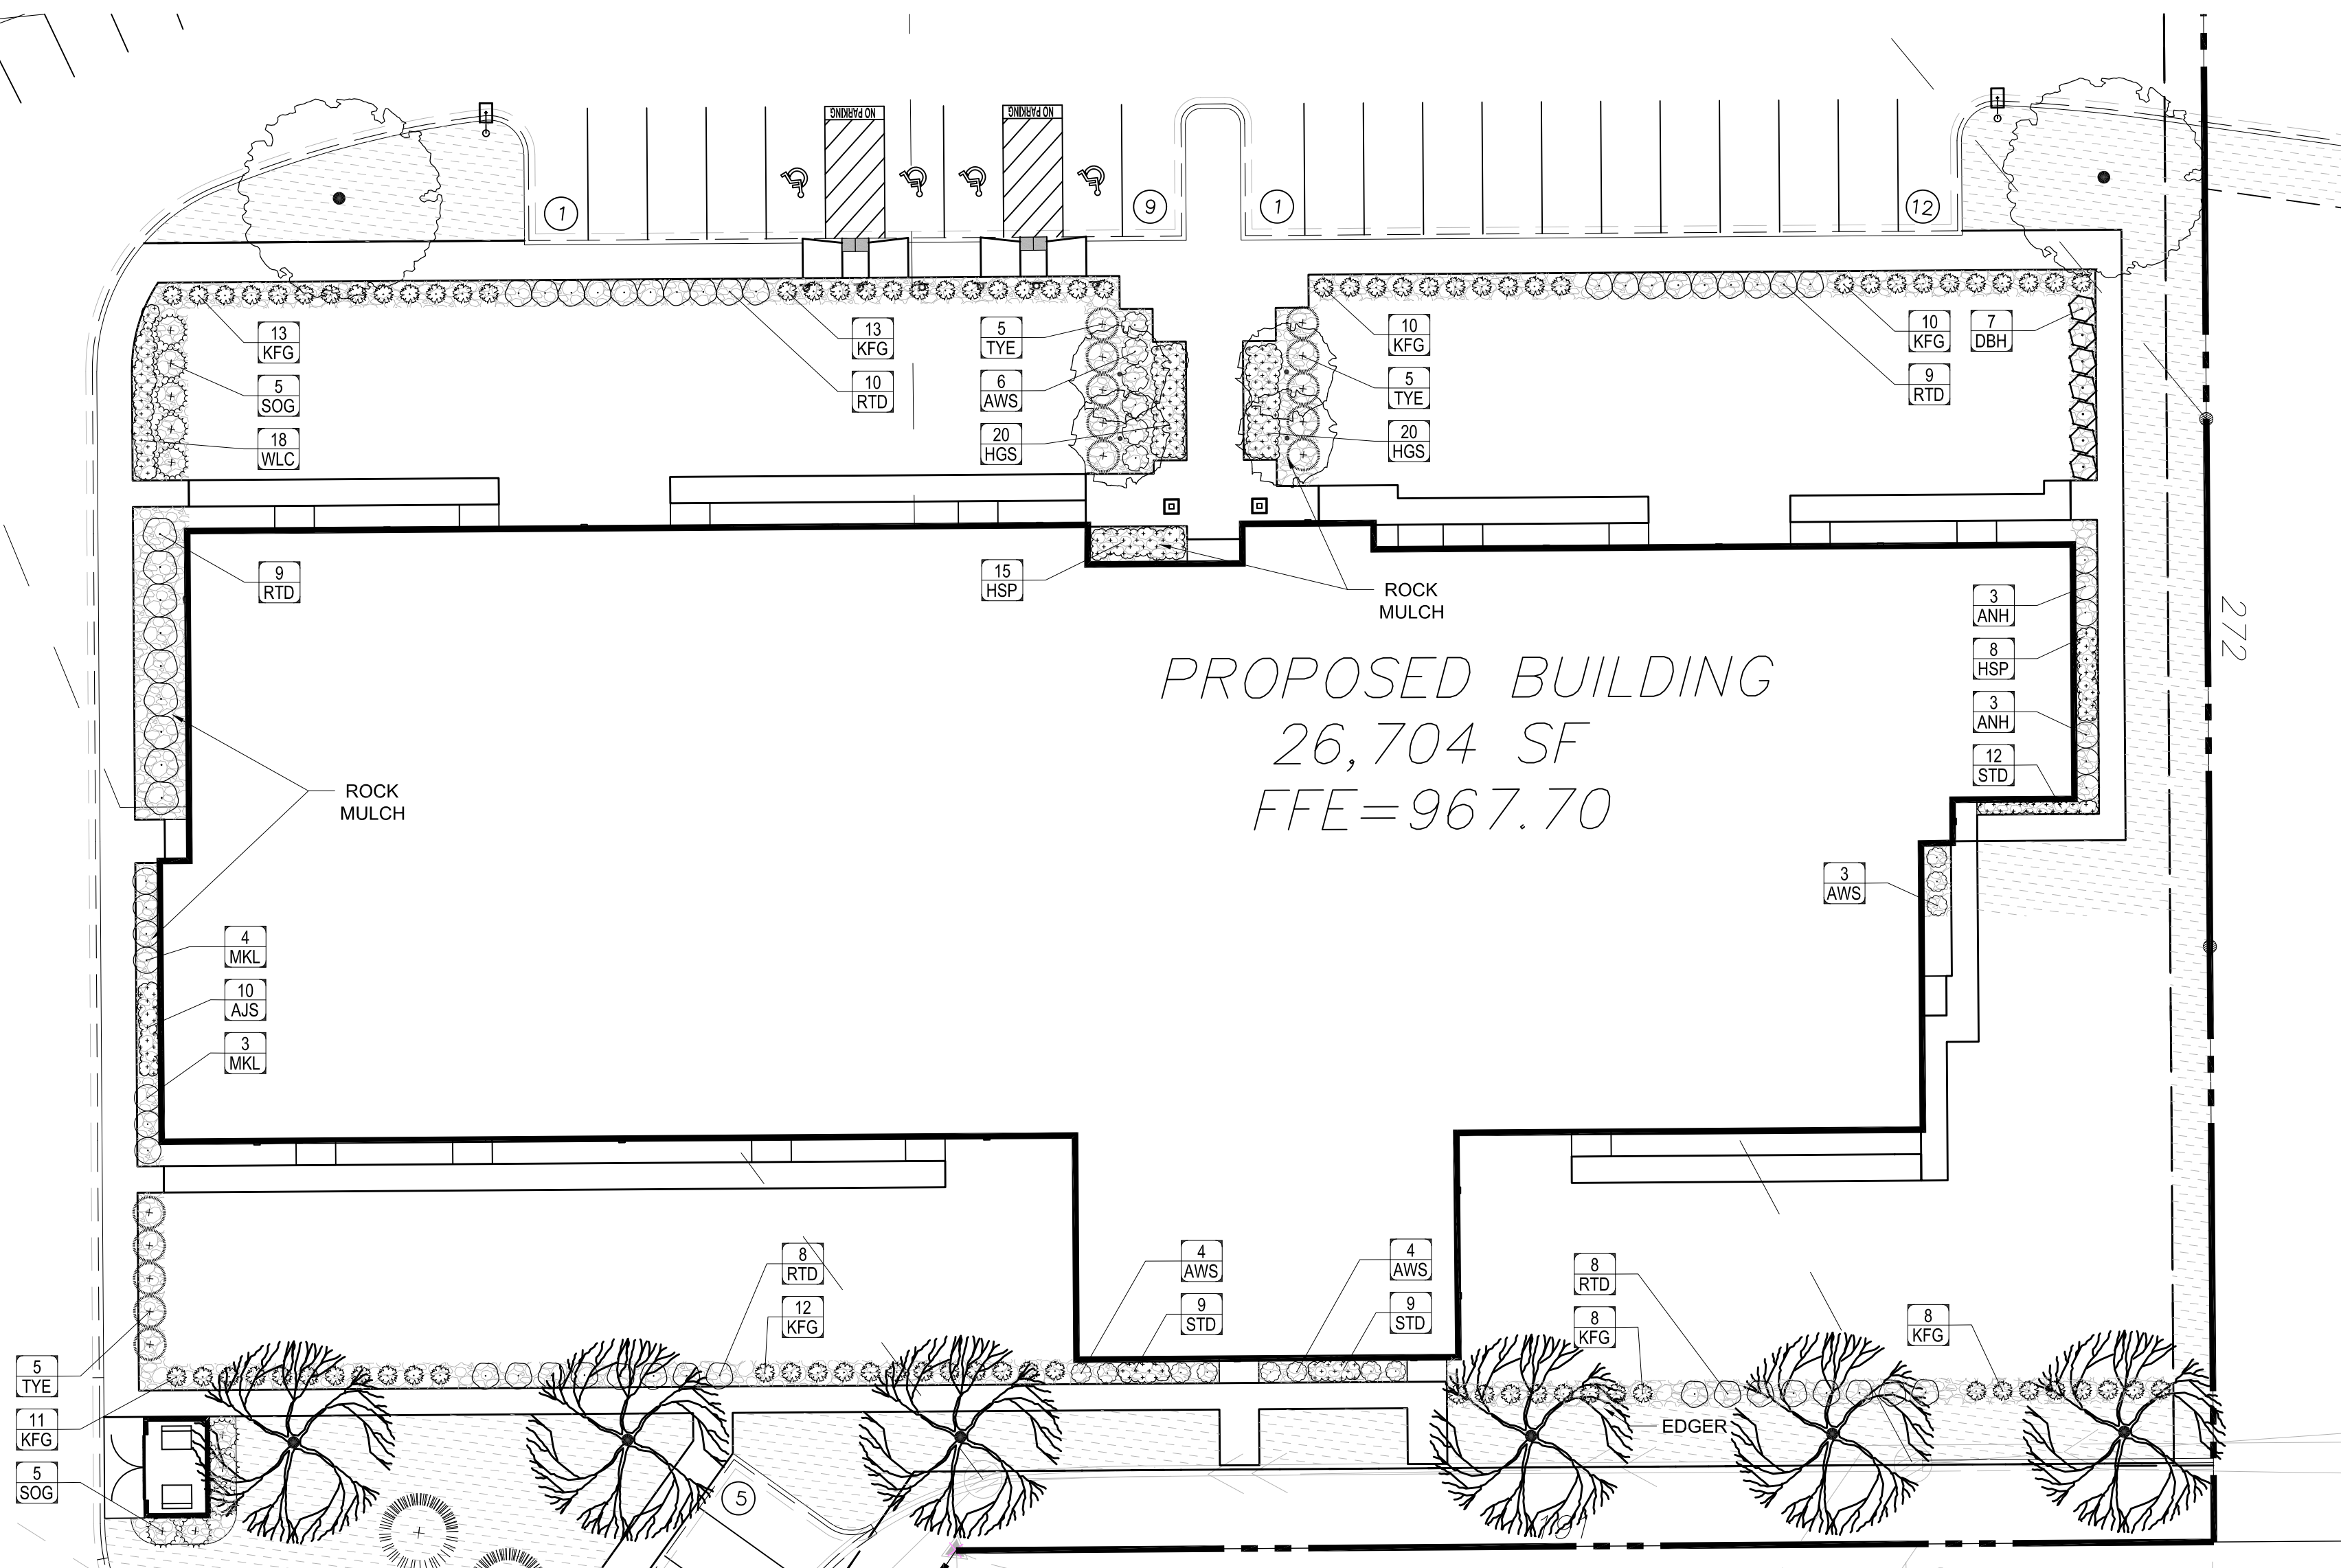 NO PARKING
NO PARKING
1
9
1
12
13
KFG
5
SOG
18
WLC
13
KFG
10
RTD
5
TYE
6
AWS
20
HGS
10
KFG
5
TYE
20
HGS
10
KFG
7
DBH
9
RTD
9
RTD
15
HSP
ROCK
MULCH
3
ANH
8
HSP
3
ANH
12
STD
272
PROPOSED BUILDING
26,704 SF
FFE=967.70
ROCK
MULCH
3
AWS
4
MKL
10
AJS
3
MKL
8
RTD
12
KFG
4
AWS
9
STD
4
AWS
9
STD
8
RTD
8
KFG
8
KFG
5
TYE
11
KFG
5
SOG
EDGER
5